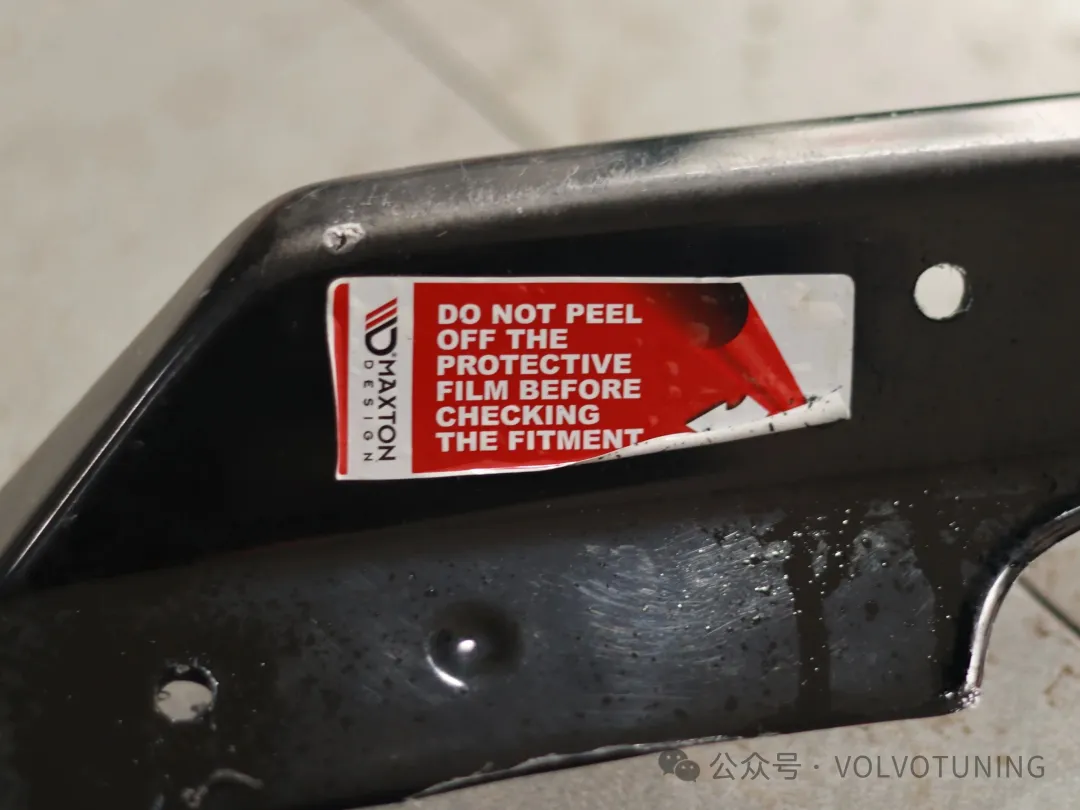 MAXTON
DESIGN
DO NOT PEEL
OFF THE
PROTECTIVE
FILM BEFORE
CHECKING
THE FITMENT
公众号 · VOLVOTUNING